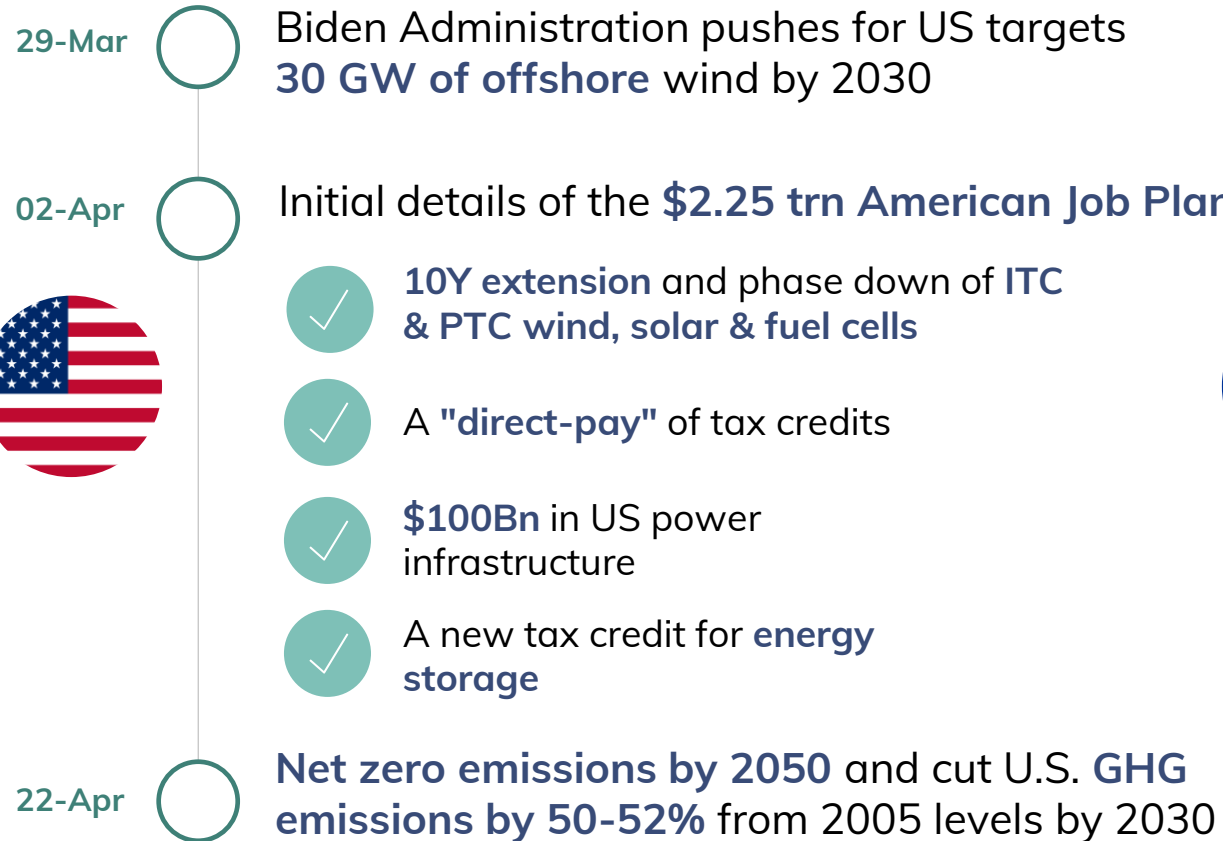 29-Mar
Biden Administration pushes for US targets
30 GW of offshore wind by 2030
02-Apr
Initial details of the $2.25 trn American Job Plan
10Y extension and phase down of ITC
& PTC wind, solar & fuel cells
A "direct-pay" of tax credits
$100Bn in US power
infrastructure
A new tax credit for energy
storage
22-Apr
Net zero emissions by 2050 and cut U.S. GHG
emissions by 50-52% from 2005 levels by 2030